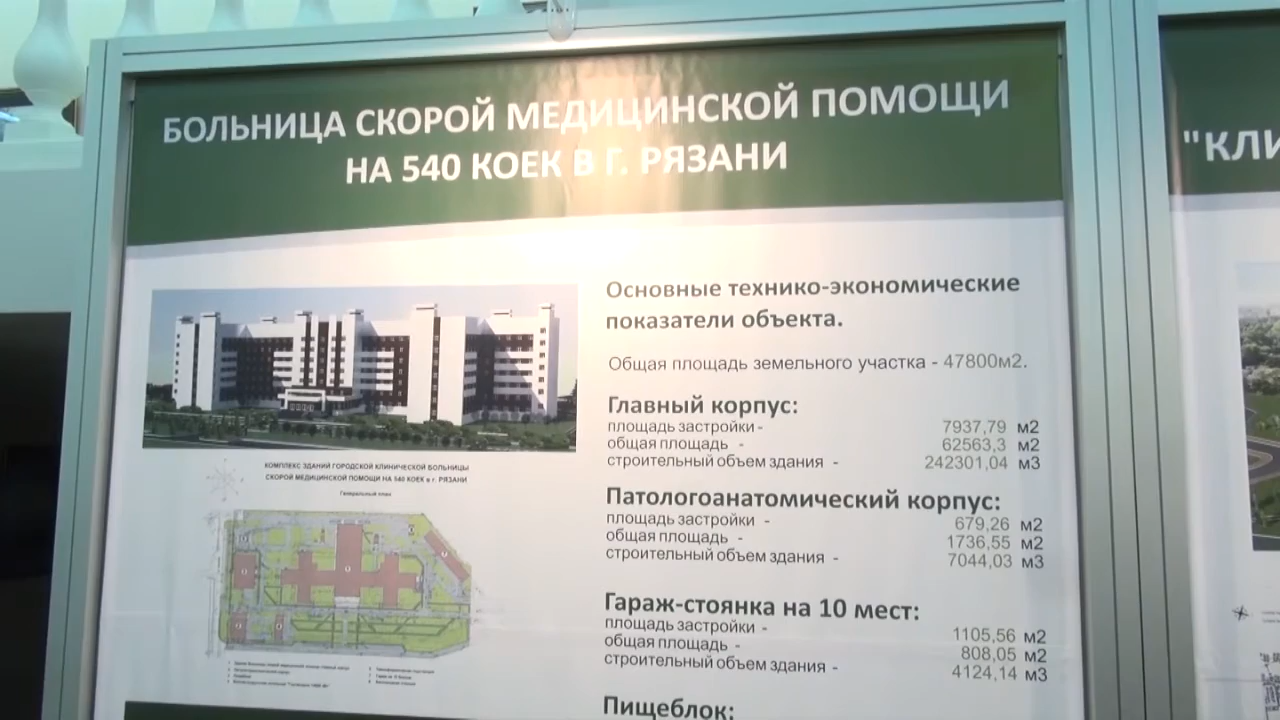 БОЛЬНИЦА СКОРОЙ МЕДИЦИНСКОЙ ПОМОЩИ
НА 540 КОЕК В Г. РЯЗАНИ
"КЛИ
Основные технико-экономические
показатели объекта.
Общая площадь земельного участка - 47800м2.
Главный корпус:
площадь застройки - 7937,79 м2
общая площадь - 62563,3 м2
строительный объем здания - 242301,04 м3
КОМПЛЕКС ЗДАНИЙ ГОРОДСКОЙ КЛИНИЧЕСКОЙ БОЛЬНИЦЫ
СКОРОЙ МЕДИЦИНСКОЙ ПОМОЩИ НА 540 КОЕК в г. РЯЗАНИ
Генеральный план
Патологоанатомический корпус:
площадь застройки - 679,26 м2
общая площадь - 1736,55 м2
строительный объем здания - 7044,03 м3
Гараж-стоянка на 10 мест:
площадь застройки - 1105,56 м2
общая площадь - 808,05 м2
строительный объем здания - 4124,14 м3
Пищеблок: